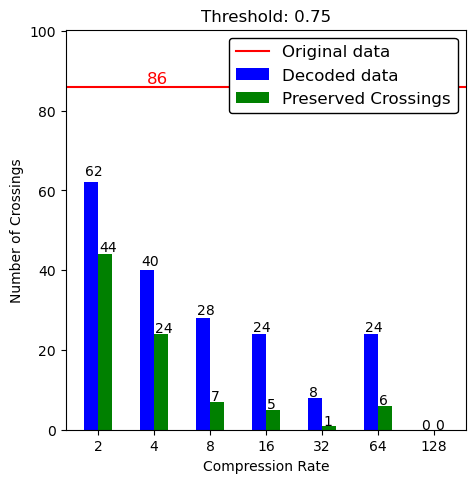 Threshold: 0.75
100
80
60
40
20
0
Number of Crossings
Original data
Decoded data
Preserved Crossings
86
62
44
40
24
28
7
24
5
8
1
24
6
0 0
2 4 8 16 32 64 128
Compression Rate